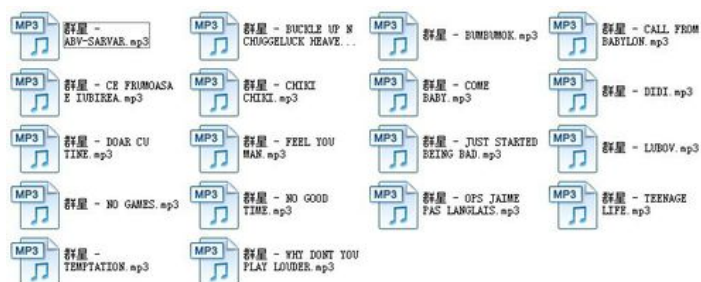 MP3 群星 -
ABV-SARVAR.mp3
MP3 群星 - BUCKLE UP N
CHUGGELUCK HEAVE...
MP3 群星 - BUMBUMOK.mp3
MP3 群星 - CALL FROM
BABYLON.mp3
MP3 群星 - CE FRUMOASA
E IUBIREA.mp3
MP3 群星 - CHIKI
CHIKI.mp3
MP3 群星 - COME
BABY.mp3
MP3 群星 - DIDI.mp3
MP3 群星 - DOAR CU
TINE.mp3
MP3 群星 - FEEL YOU
MAN.mp3
MP3 群星 - JUST STARTED
BEING BAD.mp3
MP3 群星 - LUBOV.mp3
MP3 群星 - NO GAMES.mp3
MP3 群星 - NO GOOD
TIME.mp3
MP3 群星 - OPS JAIME
PAS LANGLAIS.mp3
MP3 群星 - TEENAGE
LIFE.mp3
MP3 群星 -
TEMPTATION.mp3
MP3 群星 - WHY DONT YOU
PLAY LOUDER.mp3